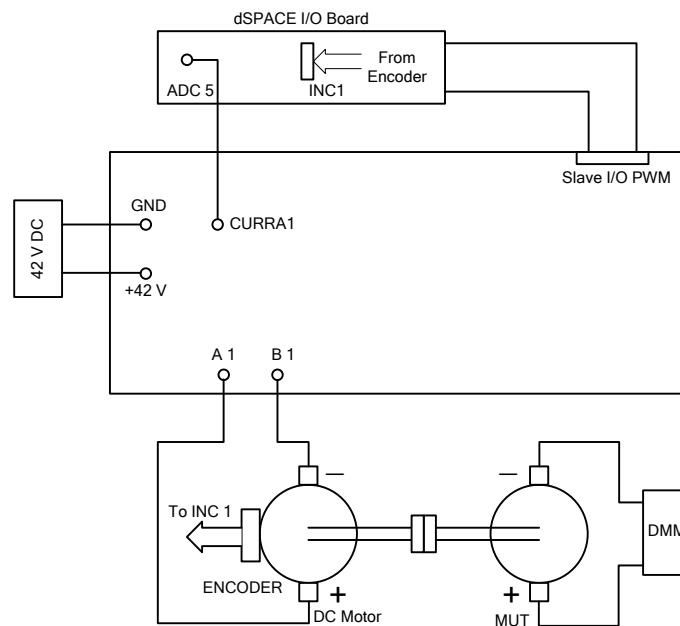 dSPACE I/O Board
From
Encoder
ADC 5
INC1
Slave I/O PWM
GND
CURRA1
42 V DC
+42 V
A 1
B 1
–
–
To INC 1
DMM
ENCODER
+
+
DC Motor
MUT